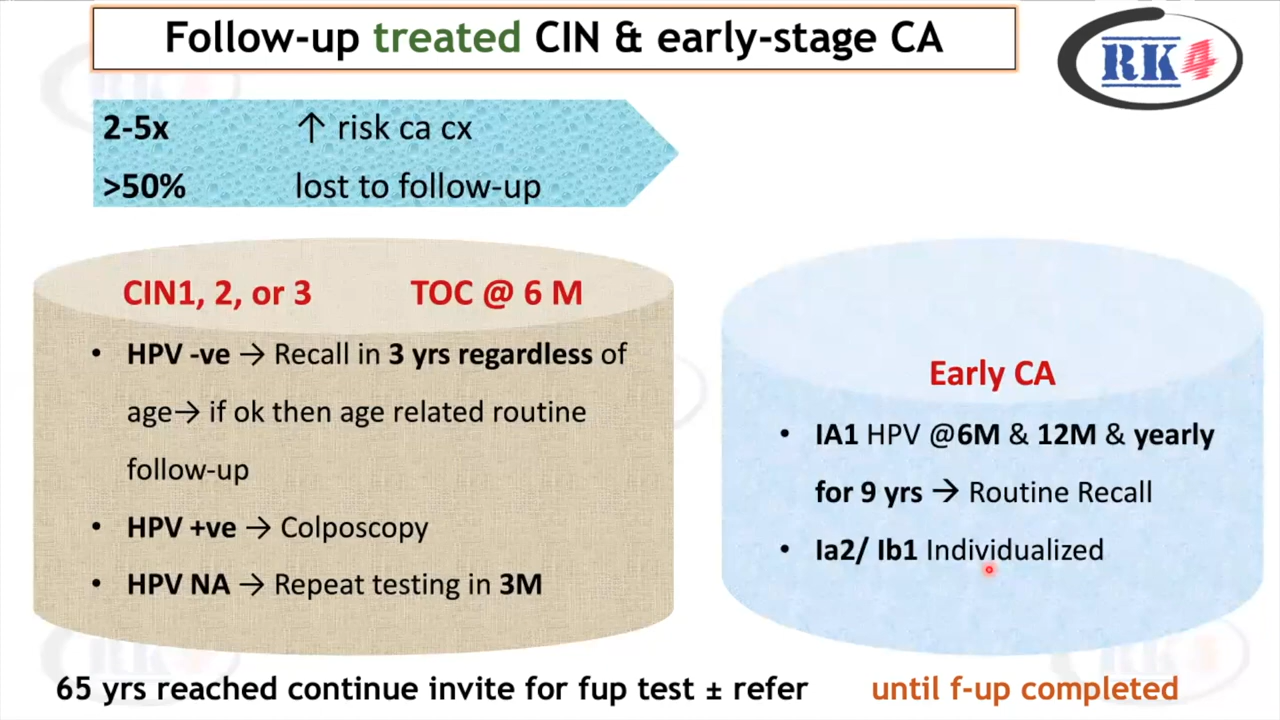 Follow-up treated CIN & early-stage CA
RK4
2-5x ↑ risk ca cx
>50% lost to follow-up
CIN1, 2, or 3 TOC @ 6 M
• HPV -ve → Recall in 3 yrs regardless of
age→ if ok then age related routine
follow-up
• HPV +ve → Colposcopy
• HPV NA → Repeat testing in 3M
Early CA
• IA1 HPV @6M & 12M & yearly
for 9 yrs → Routine Recall
• Ia2/ Ib1 Individualized
65 yrs reached continue invite for fup test ± refer until f-up completed